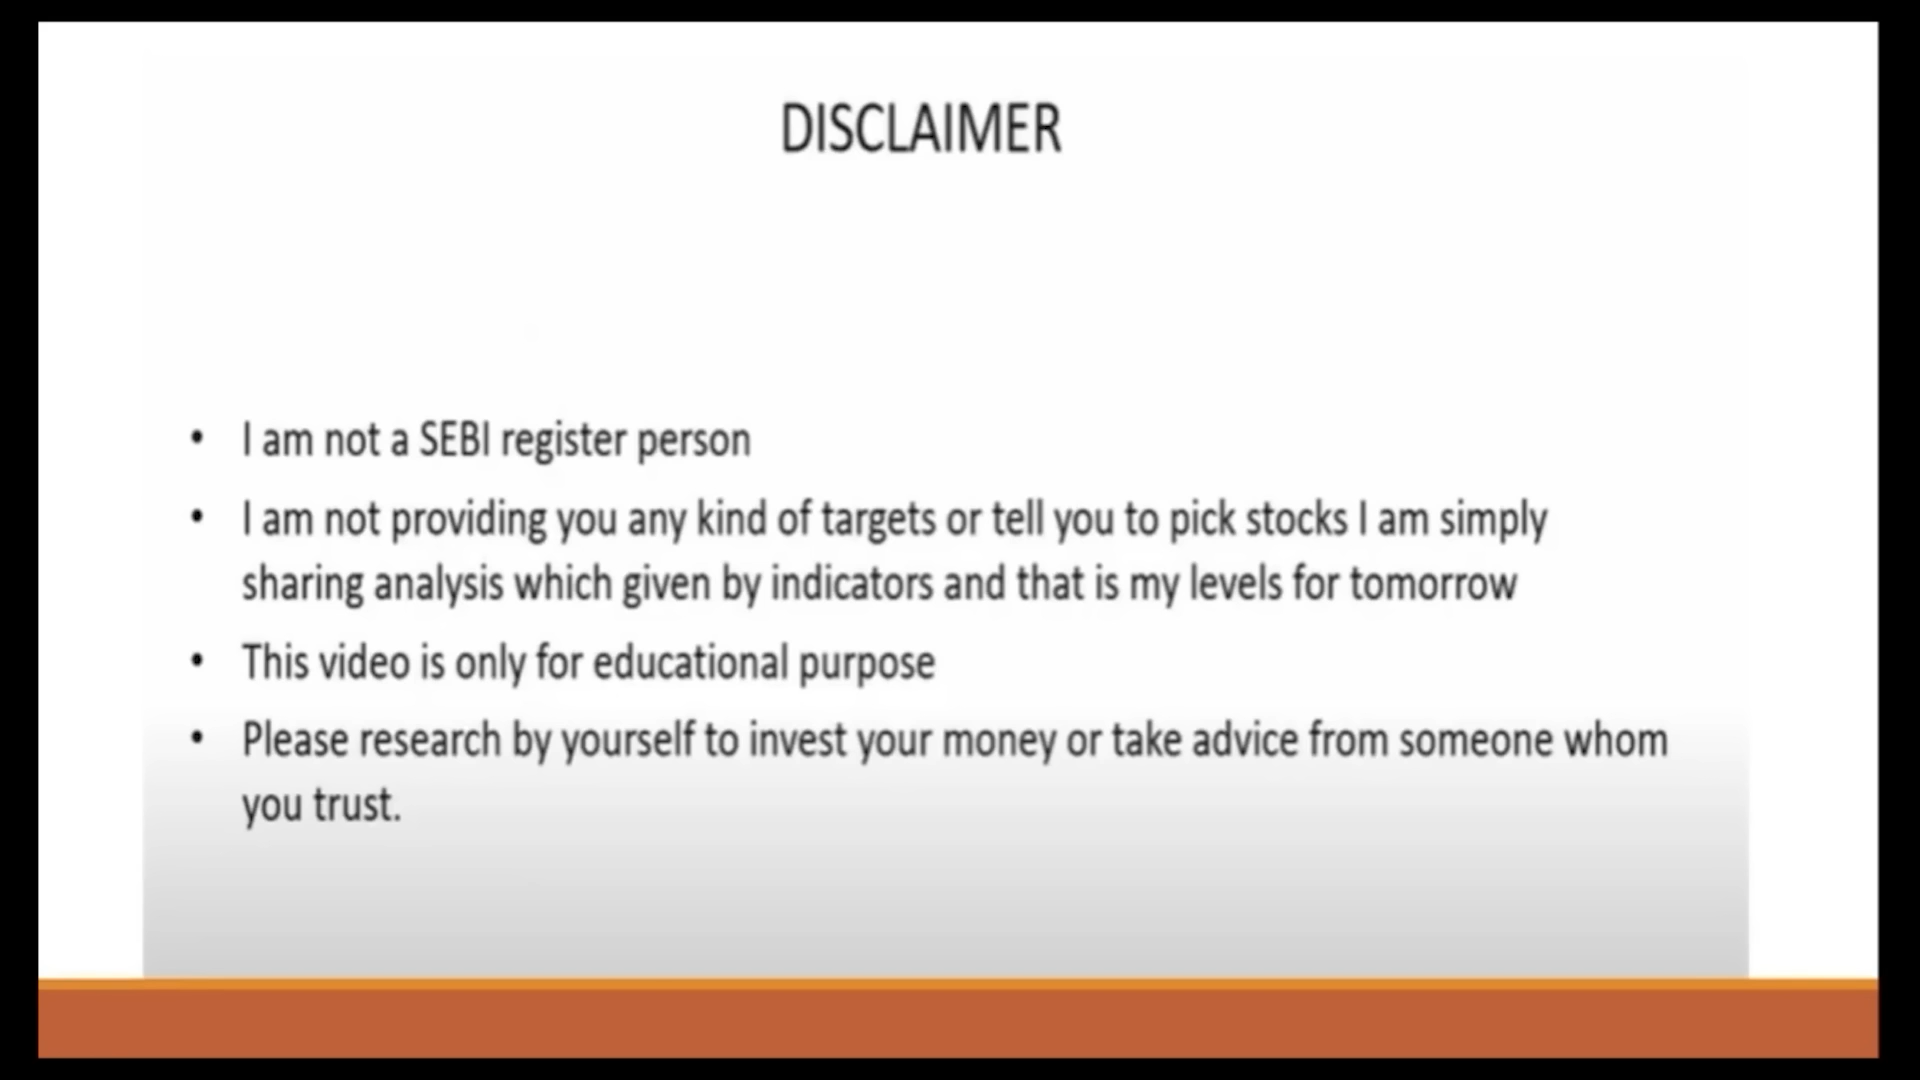 DISCLAIMER
• I am not a SEBI register person
• I am not providing you any kind of targets or tell you to pick stocks I am simply
sharing analysis which given by indicators and that is my levels for tomorrow
• This video is only for educational purpose
• Please research by yourself to invest your money or take advice from someone whom
you trust.